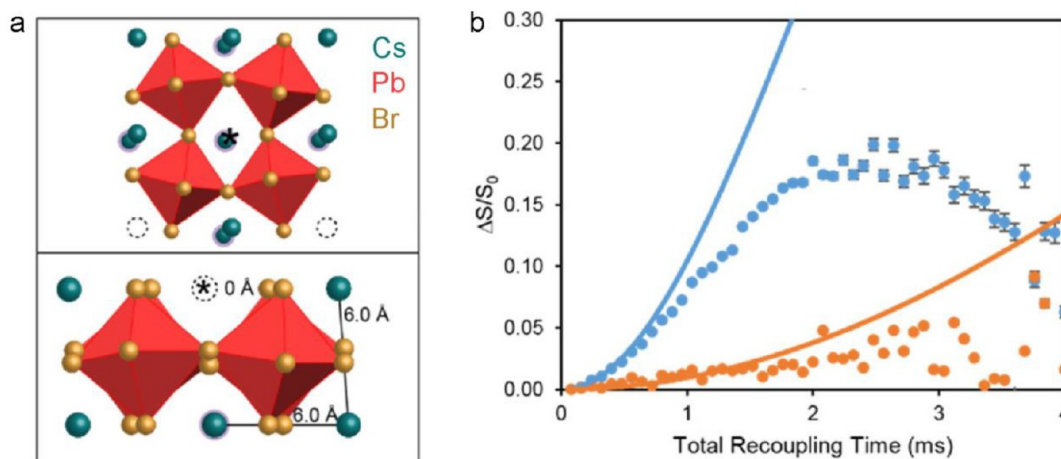 a
Cs
Pb
Br
*
* 0 Å
6.0 Å
6.0 Å
b
ΔS/S₀
0.30
0.25
0.20
0.15
0.10
0.05
0.00
0 1 2 3 4
Total Recoupling Time (ms)